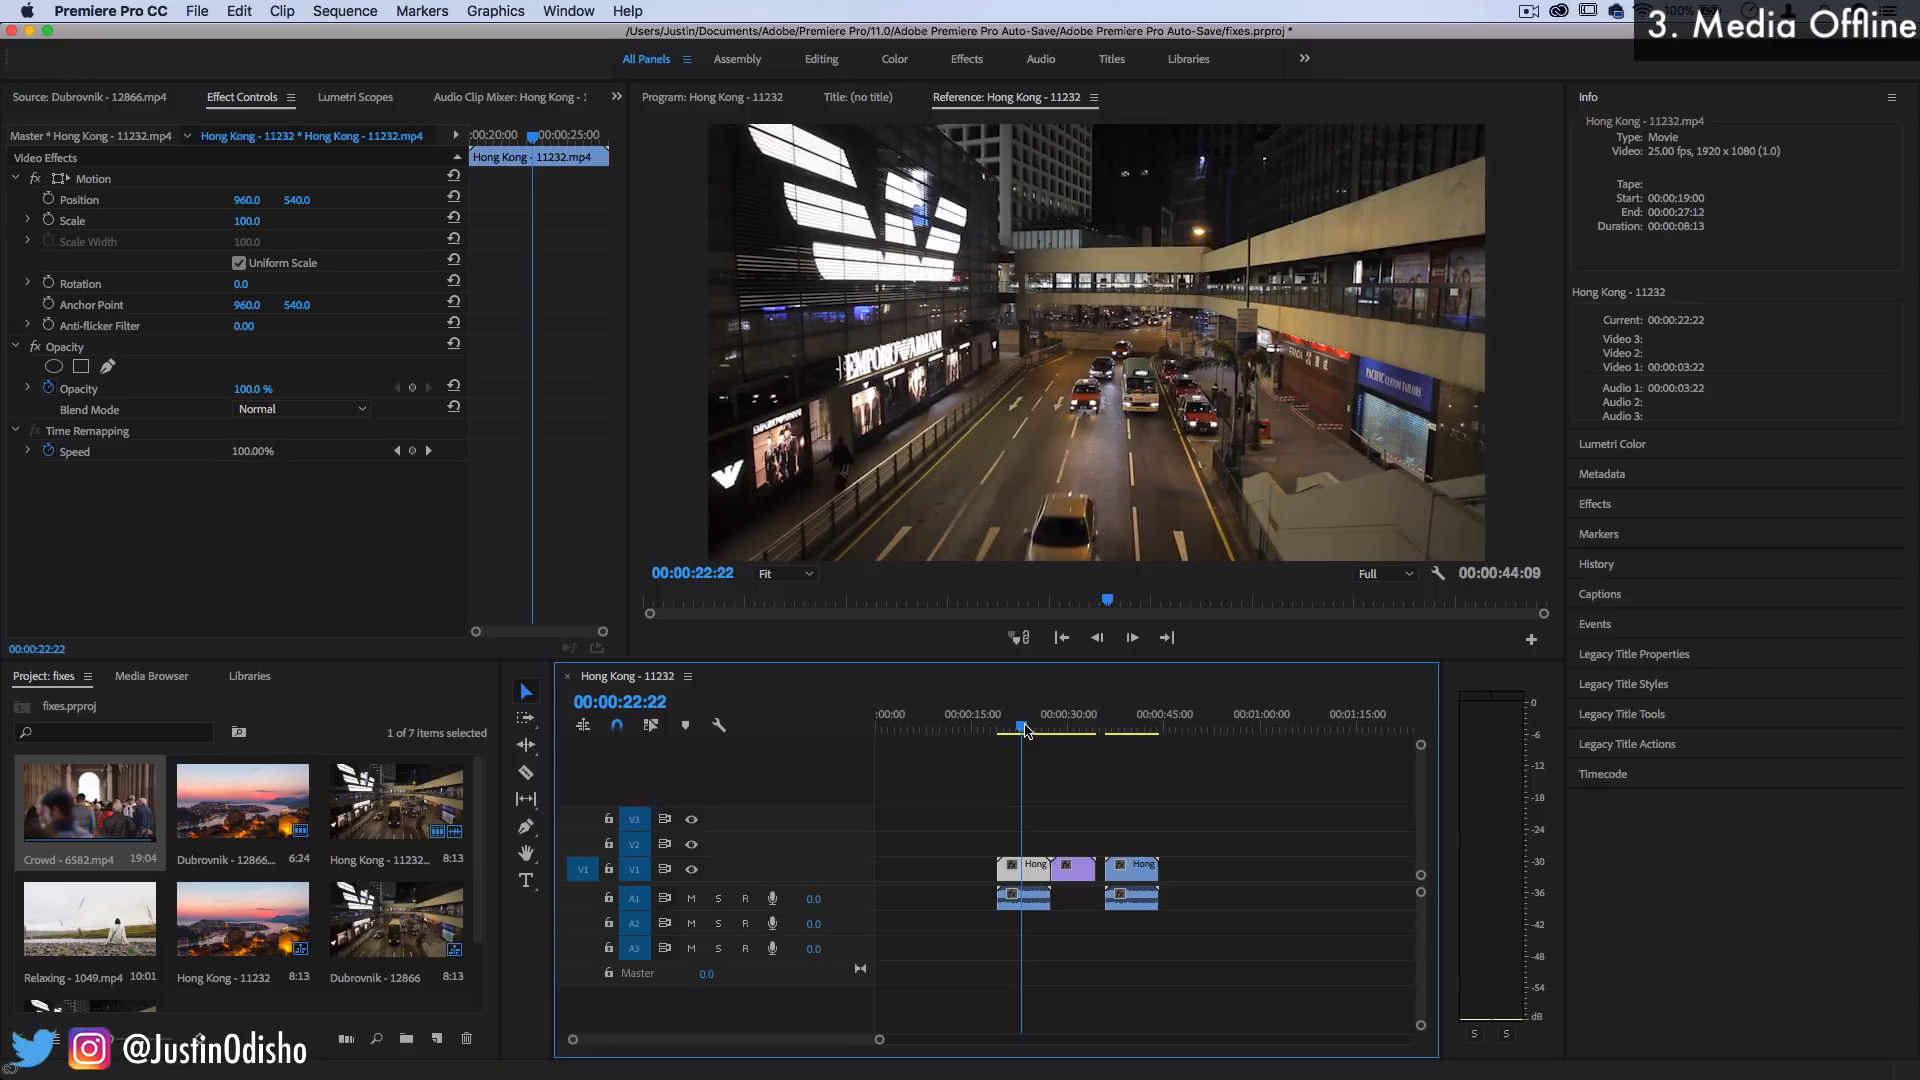 Premiere Pro CC File Edit Clip Sequence Markers Graphics Window Help
100%
3. Media Offline
/Users/Justin/Documents/Adobe/Premiere Pro/11.0/Adobe Premiere Pro Auto-Save/Adobe Premiere Pro Auto-Save/fixes.prproj *
All Panels Assembly Editing Color Effects Audio Titles Libraries
Source: Dubrovnik - 12866.mp4 Effect Controls Lumetri Scopes Audio Clip Mixer: Hong Kong - 1
Master * Hong Kong - 11232.mp4 Hong Kong - 11232 * Hong Kong - 11232.mp4
:00:20:00 00:00:25:00
Video Effects
Hong Kong - 11232.mp4
fx Motion
Position 960.0 540.0
Scale 100.0
Scale Width 100.0
Uniform Scale
Rotation 0.0
Anchor Point 960.0 540.0
Anti-flicker Filter 0.00
fx Opacity
Opacity 100.0 %
Blend Mode Normal
fx Time Remapping
Speed 100.00%
00:00:22:22
Program: Hong Kong - 11232 Title: (no title) Reference: Hong Kong - 11232
EMPORIO ARMANI
PACIFIC CUSTOM TAILORS
00:00:22:22 Fit Full 00:00:44:09
Info
Hong Kong - 11232.mp4
Type: Movie
Video: 25.00 fps, 1920 x 1080 (1.0)
Tape:
Start: 00:00:19:00
End: 00:00:27:12
Duration: 00:00:08:13
Hong Kong - 11232
Current: 00:00:22:22
Video 3:
Video 2:
Video 1: 00:00:03:22
Audio 1: 00:00:03:22
Audio 2:
Audio 3:
Lumetri Color
Metadata
Effects
Markers
History
Captions
Events
Legacy Title Properties
Legacy Title Styles
Legacy Title Tools
Legacy Title Actions
Timecode
Project: fixes Media Browser Libraries
fixes.prproj
1 of 7 items selected
Crowd - 6582.mp4 19:04 Dubrovnik - 12866... 6:24 Hong Kong - 11232... 8:13
Relaxing - 1049.mp4 10:01 Hong Kong - 11232 8:13 Dubrovnik - 12866 8:13
@JustinOdisho
Hong Kong - 11232
00:00:22:22
:00:00 00:00:15:00 00:00:30:00 00:00:45:00 00:01:00:00 00:01:15:00
V3
V2
V1 V1 fx Hong fx fx Hong
A1 M S R 0.0 fx fx
A2 M S R 0.0
A3 M S R 0.0
Master 0.0
0
-6
-12
-18
-24
-30
-36
-42
-48
-54
dB
S S